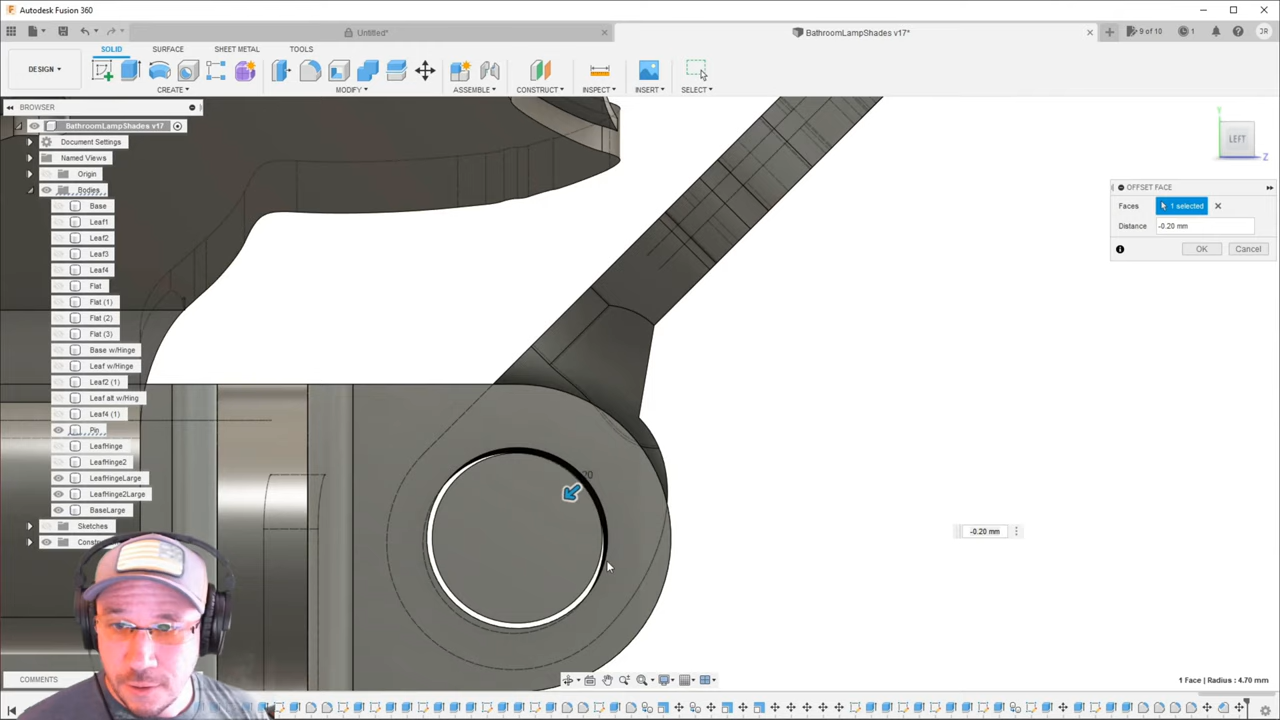 Autodesk Fusion 360
Untitled*
BathroomLampShades v17*
9 of 10
1
JR
SOLID SURFACE SHEET METAL TOOLS
DESIGN
CREATE MODIFY ASSEMBLE CONSTRUCT INSPECT INSERT SELECT
BROWSER
BathroomLampShades v17
Document Settings
Named Views
Origin
Bodies
Base
Leaf1
Leaf2
Leaf3
Leaf4
Flat
Flat (1)
Flat (2)
Flat (3)
Base w/Hinge
Leaf w/Hinge
Leaf2 (1)
Leaf alt w/Hing
Leaf4 (1)
Pin
LeafHinge
LeafHinge2
LeafHingeLarge
LeafHinge2Large
BaseLarge
Sketches
COMMENTS
LEFT
Y
Z
OFFSET FACE
Faces 1 selected
Distance -0.20 mm
OK Cancel
-0.20 mm
1 Face | Radius : 4.70 mm